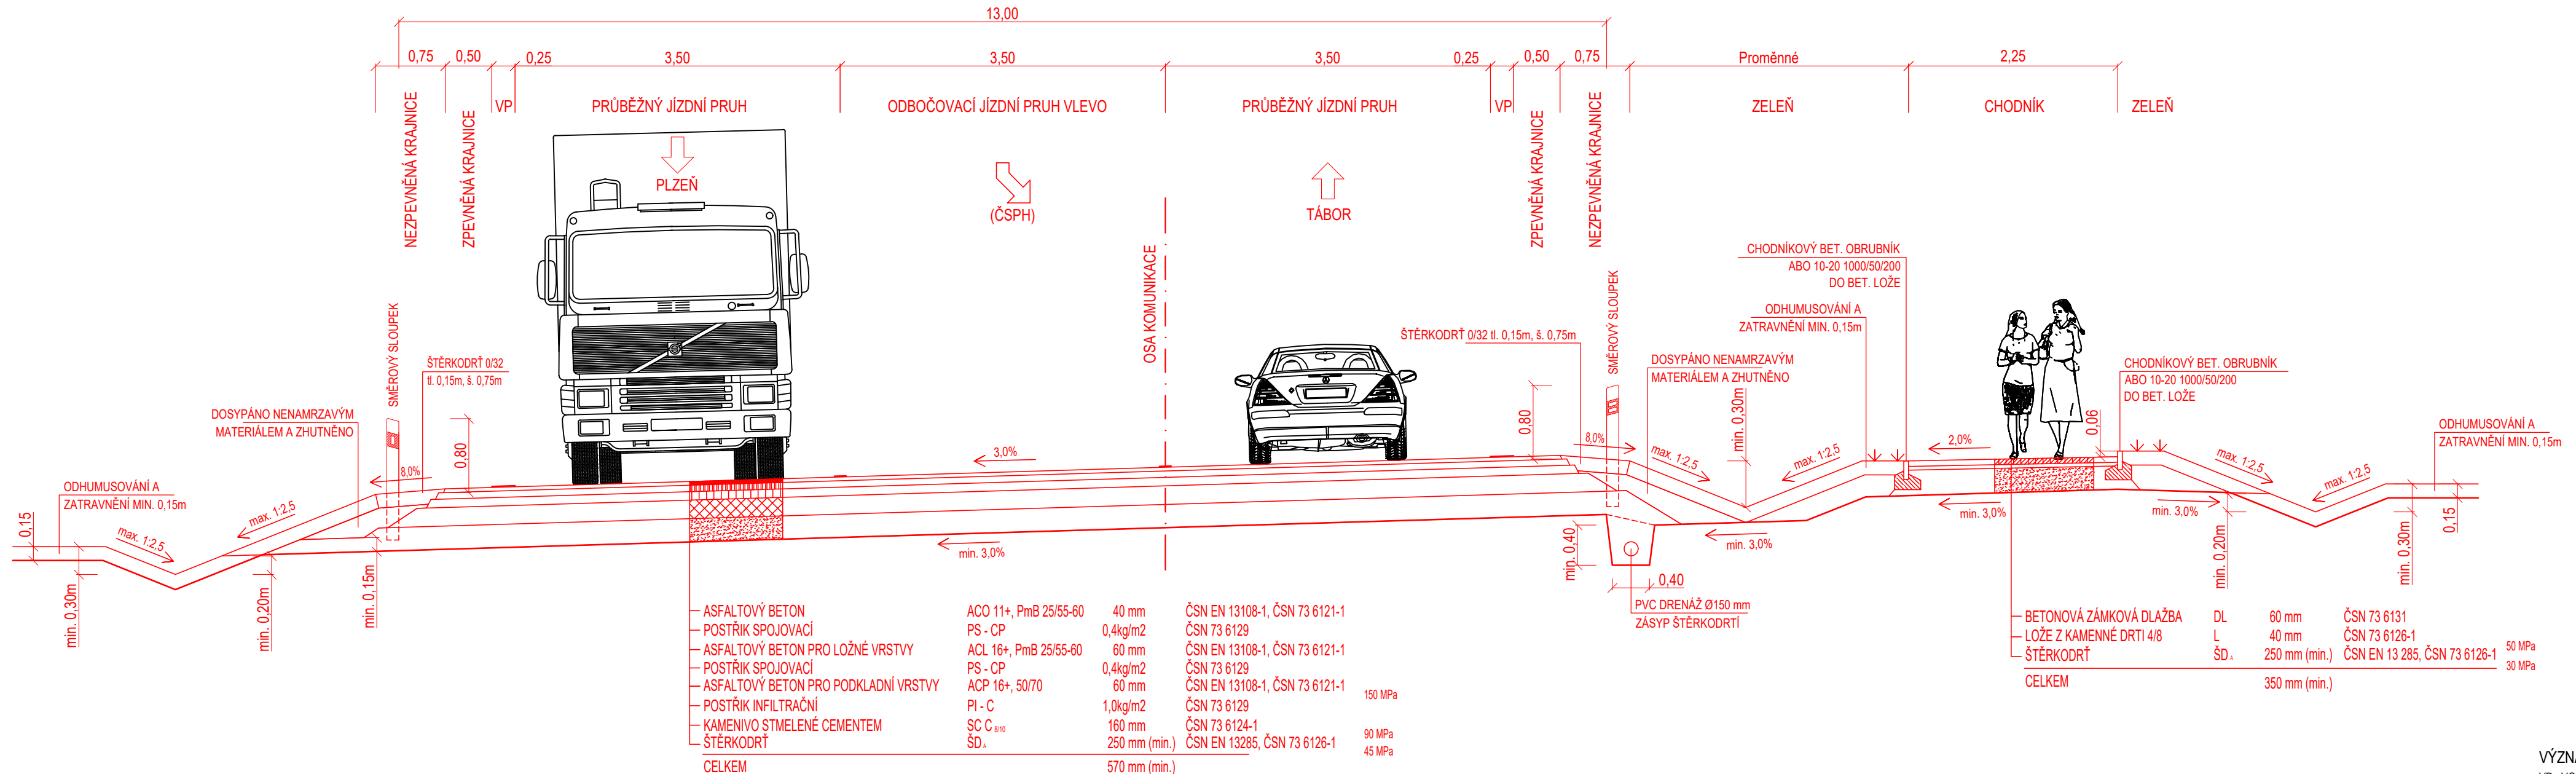 13,00
0,75 0,50 0,25 3,50 3,50 3,50 0,25 0,50 0,75 Proměnné 2,25
NEZPEVNĚNÁ KRAJNICE
ZPEVNĚNÁ KRAJNICE
VP
PRŮBĚŽNÝ JÍZDNÍ PRUH
ODBOČOVACÍ JÍZDNÍ PRUH VLEVO
PRŮBĚŽNÝ JÍZDNÍ PRUH
VP
ZPEVNĚNÁ KRAJNICE
NEZPEVNĚNÁ KRAJNICE
ZELEŇ
CHODNÍK
ZELEŇ
PLZEŇ
(ČSPH)
TÁBOR
OSA KOMUNIKACE
SMĚROVÝ SLOUPEK
ŠTĚRKODRŤ 0/32
tl. 0,15m, š. 0,75m
DOSYPÁNO NENAMRZAVÝM
MATERIÁLEM A ZHUTNĚNO
ODHUMUSOVÁNÍ A
ZATRAVNĚNÍ MIN. 0,15m
0,15
max. 1:2,5
max. 1:2,5
8,0%
0,80
min. 0,30m
min. 0,20m
min. 0,15m
3,0%
min. 3,0%
ŠTĚRKODRŤ 0/32 tl. 0,15m, š. 0,75m
0,80
8,0%
SMĚROVÝ SLOUPEK
DOSYPÁNO NENAMRZAVÝM
MATERIÁLEM A ZHUTNĚNO
CHODNÍKOVÝ BET. OBRUBNÍK
ABO 10-20 1000/50/200
DO BET. LOŽE
ODHUMUSOVÁNÍ A
ZATRAVNĚNÍ MIN. 0,15m
max. 1:2,5
min. 0,30m
max. 1:2,5
min. 0,40
0,40
min. 3,0%
PVC DRENÁŽ Ø150 mm
ZÁSYP ŠTĚRKODRTÍ
2,0%
0,06
CHODNÍKOVÝ BET. OBRUBNÍK
ABO 10-20 1000/50/200
DO BET. LOŽE
min. 3,0%
min. 3,0%
max. 1:2,5
max. 1:2,5
min. 0,20m
min. 0,30m
0,15
ODHUMUSOVÁNÍ A
ZATRAVNĚNÍ MIN. 0,15m
ASFALTOVÝ BETON ACO 11+, PmB 25/55-60 40 mm ČSN EN 13108-1, ČSN 73 6121-1
POSTŘIK SPOJOVACÍ PS - CP 0,4kg/m2 ČSN 73 6129
ASFALTOVÝ BETON PRO LOŽNÉ VRSTVY ACL 16+, PmB 25/55-60 60 mm ČSN EN 13108-1, ČSN 73 6121-1
POSTŘIK SPOJOVACÍ PS - CP 0,4kg/m2 ČSN 73 6129
ASFALTOVÝ BETON PRO PODKLADNÍ VRSTVY ACP 16+, 50/70 60 mm ČSN EN 13108-1, ČSN 73 6121-1
150 MPa
POSTŘIK INFILTRAČNÍ PI - C 1,0kg/m2 ČSN 73 6129
KAMENIVO STMELENÉ CEMENTEM SC C 8/10 160 mm ČSN 73 6124-1
90 MPa
ŠTĚRKODRŤ ŠD A 250 mm (min.) ČSN EN 13285, ČSN 73 6126-1
45 MPa
CELKEM 570 mm (min.)
BETONOVÁ ZÁMKOVÁ DLAŽBA DL 60 mm ČSN 73 6131
LOŽE Z KAMENNÉ DRTI 4/8 L 40 mm ČSN 73 6126-1
50 MPa
ŠTĚRKODRŤ ŠD A 250 mm (min.) ČSN EN 13 285, ČSN 73 6126-1
30 MPa
CELKEM 350 mm (min.)
VÝZN